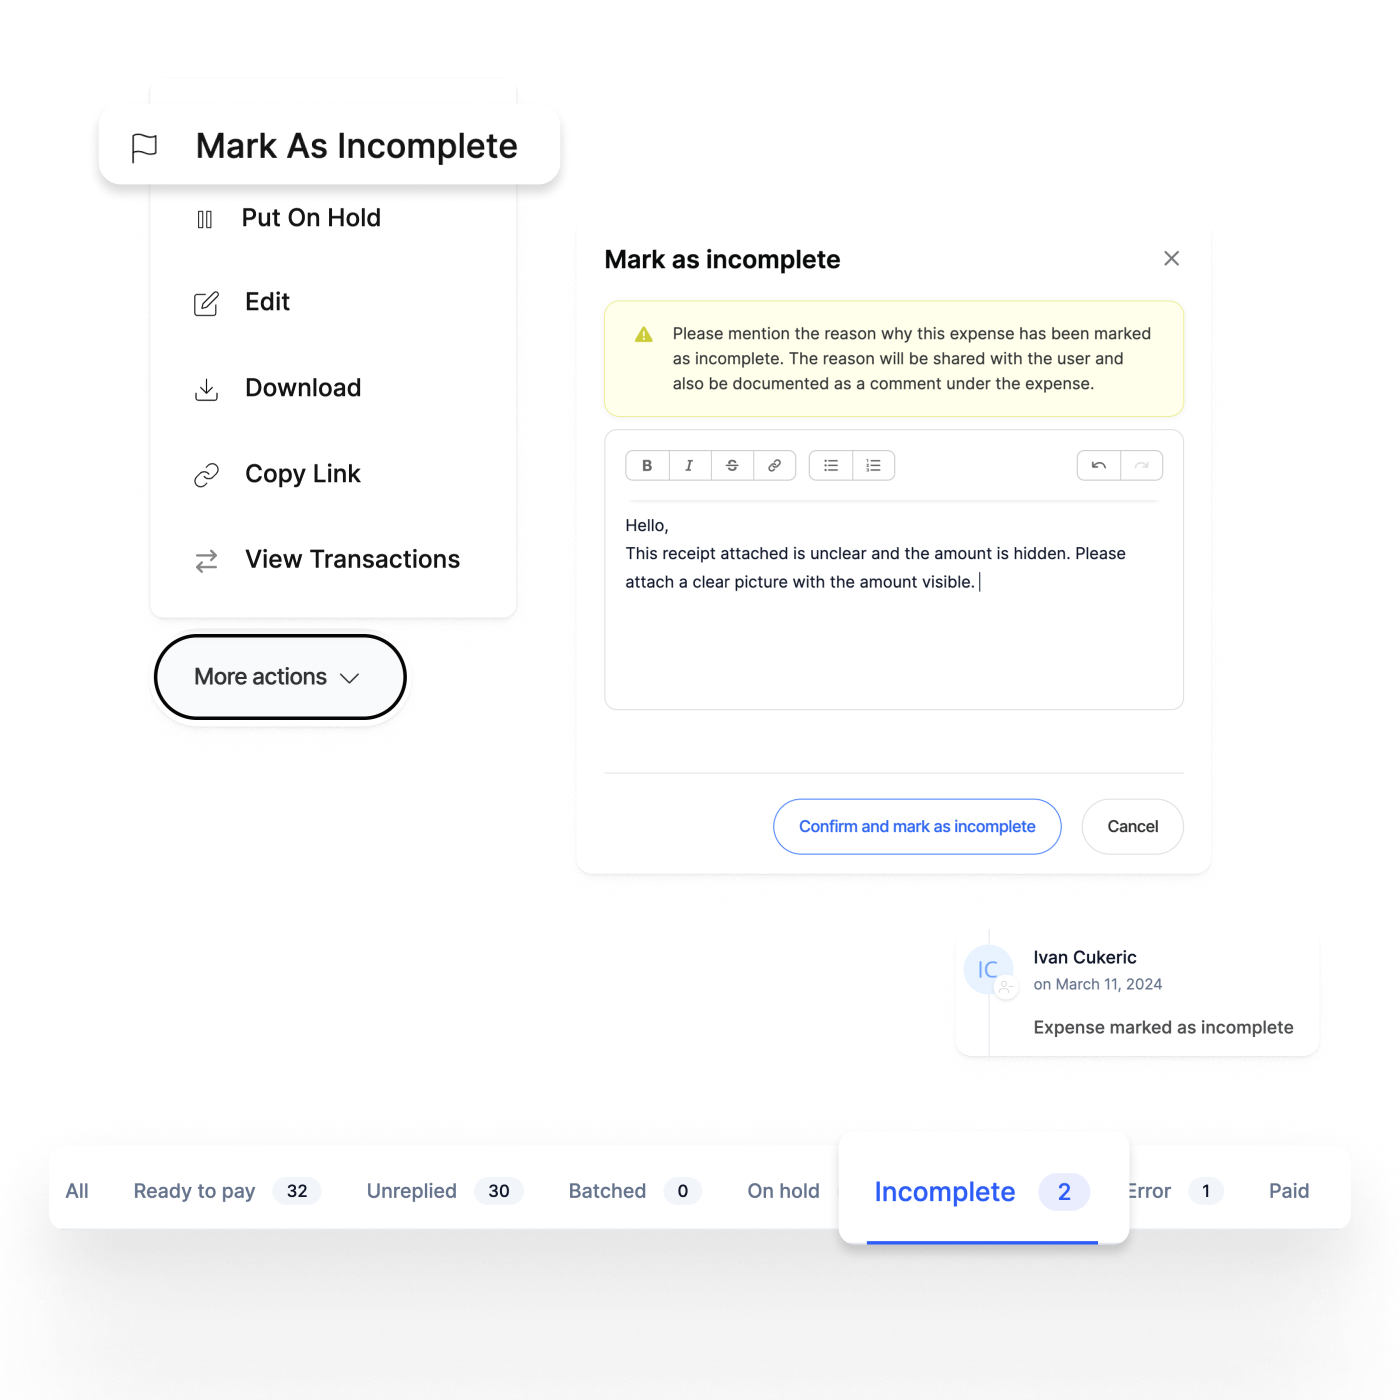 Mark As Incomplete
Put On Hold
Edit
Download
Copy Link
View Transactions
More actions
Mark as incomplete
Please mention the reason why this expense has been marked
as incomplete. The reason will be shared with the user and
also be documented as a comment under the expense.
B I S
Hello,
This receipt attached is unclear and the amount is hidden. Please
attach a clear picture with the amount visible.
Confirm and mark as incomplete Cancel
IC Ivan Cukeric
on March 11, 2024
Expense marked as incomplete
All Ready to pay 32 Unreplied 30 Batched 0 On hold Incomplete 2 Error 1 Paid